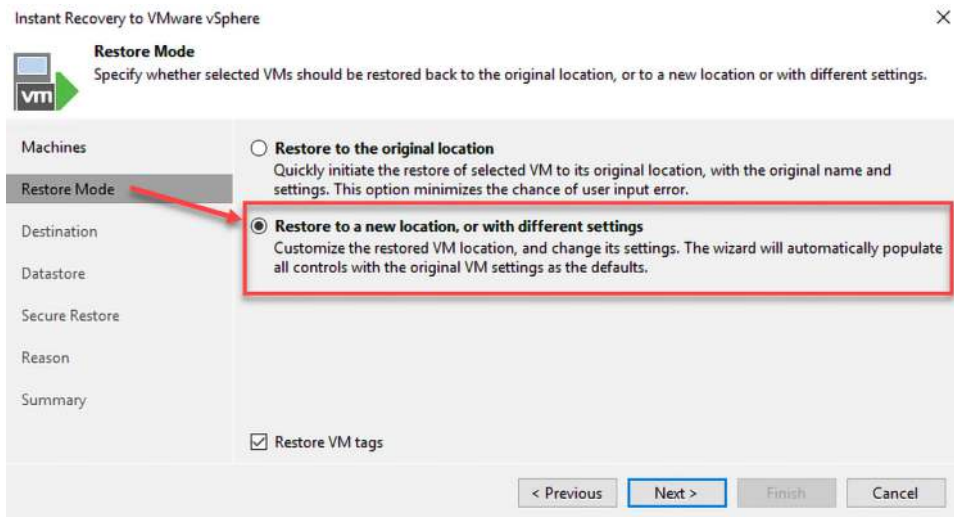 Instant Recovery to VMware vSphere
Restore Mode
Specify whether selected VMs should be restored back to the original location, or to a new location or with different settings.
vm
Machines
Restore Mode
Destination
Datastore
Secure Restore
Reason
Summary
Restore to the original location
Quickly initiate the restore of selected VM to its original location, with the original name and
settings. This option minimizes the chance of user input error.
Restore to a new location, or with different settings
Customize the restored VM location, and change its settings. The wizard will automatically populate
all controls with the original VM settings as the defaults.
Restore VM tags
< Previous
Next >
Finish
Cancel